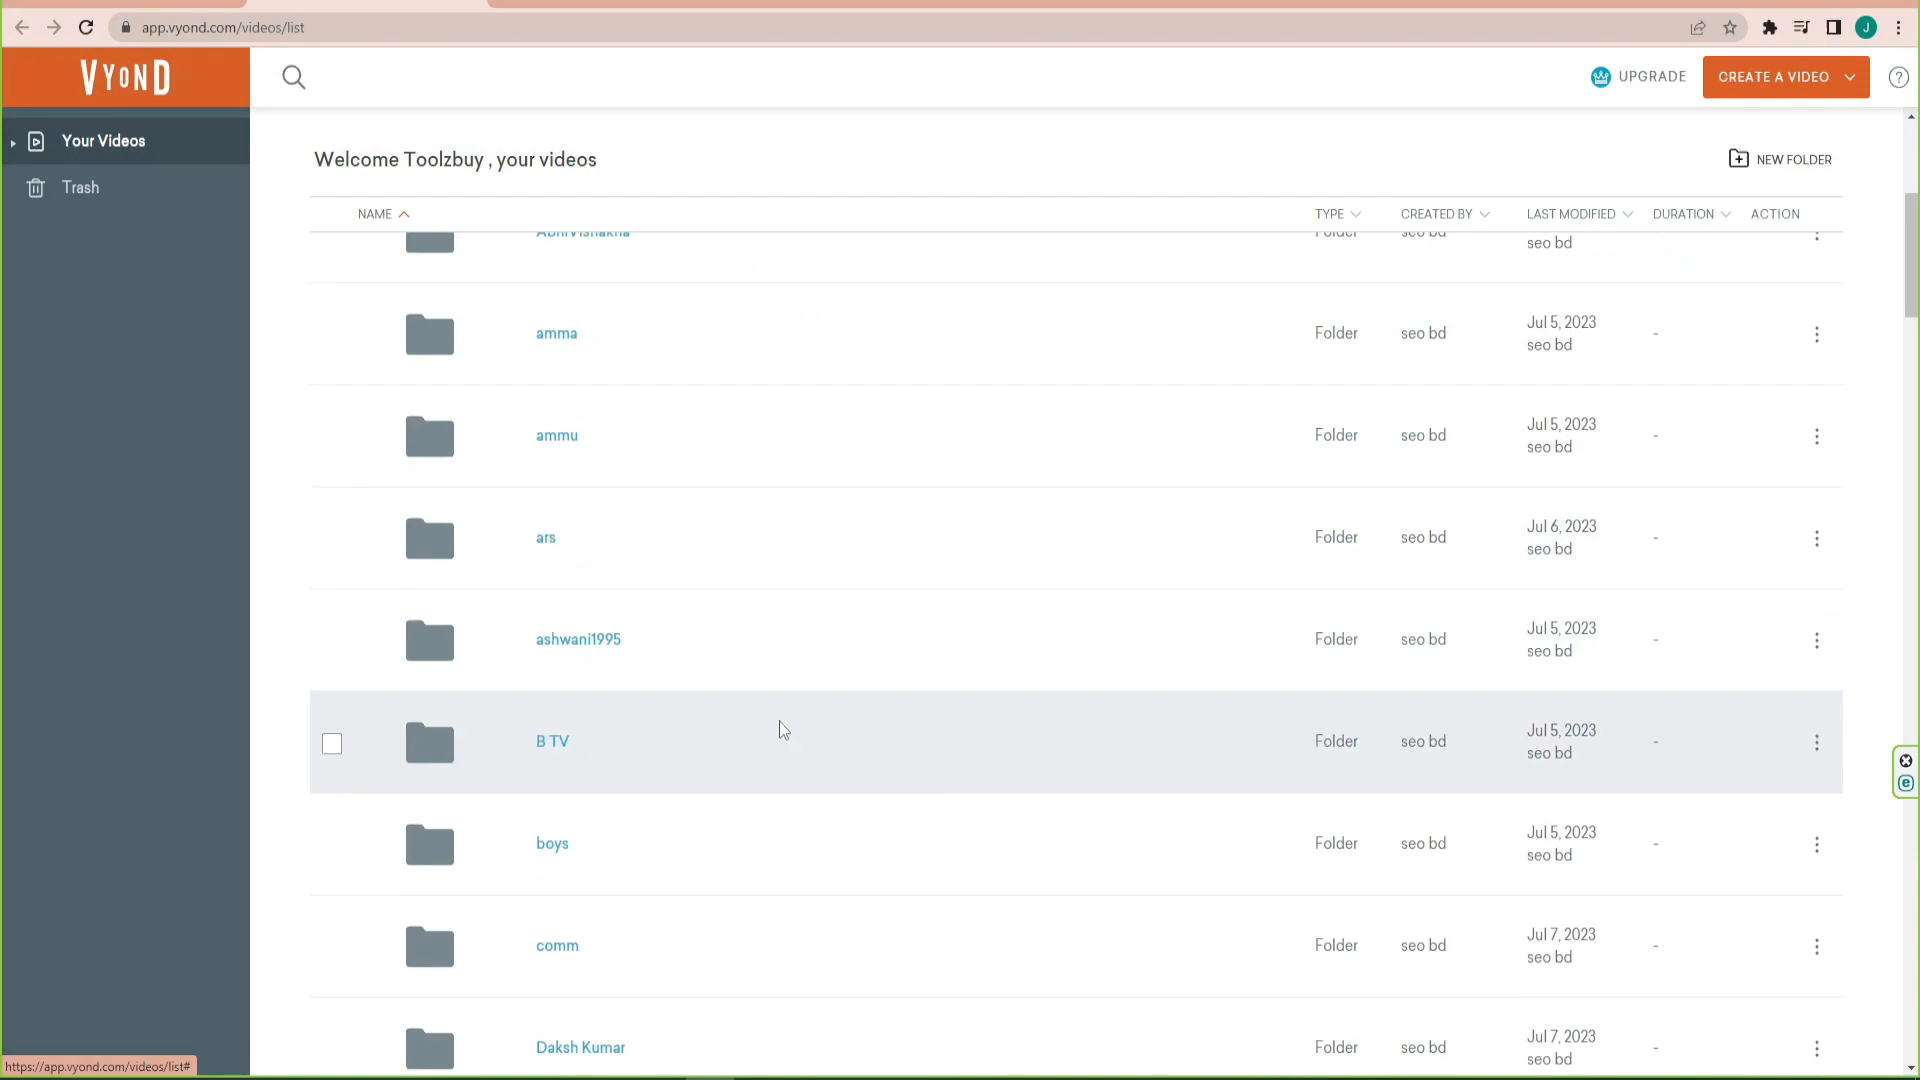 app.vyond.com/videos/list
J
VYOND
UPGRADE
CREATE A VIDEO
?
Your Videos
Trash
Welcome Toolzbuy , your videos
NEW FOLDER
NAME TYPE CREATED BY LAST MODIFIED DURATION ACTION
AbhiVishakha Folder seo bd
seo bd
amma Folder seo bd Jul 5, 2023 -
seo bd
ammu Folder seo bd Jul 5, 2023 -
seo bd
ars Folder seo bd Jul 6, 2023 -
seo bd
ashwani1995 Folder seo bd Jul 5, 2023 -
seo bd
B TV Folder seo bd Jul 5, 2023 -
seo bd
boys Folder seo bd Jul 5, 2023 -
seo bd
comm Folder seo bd Jul 7, 2023 -
seo bd
Daksh Kumar Folder seo bd Jul 7, 2023 -
seo bd
https://app.vyond.com/videos/list#